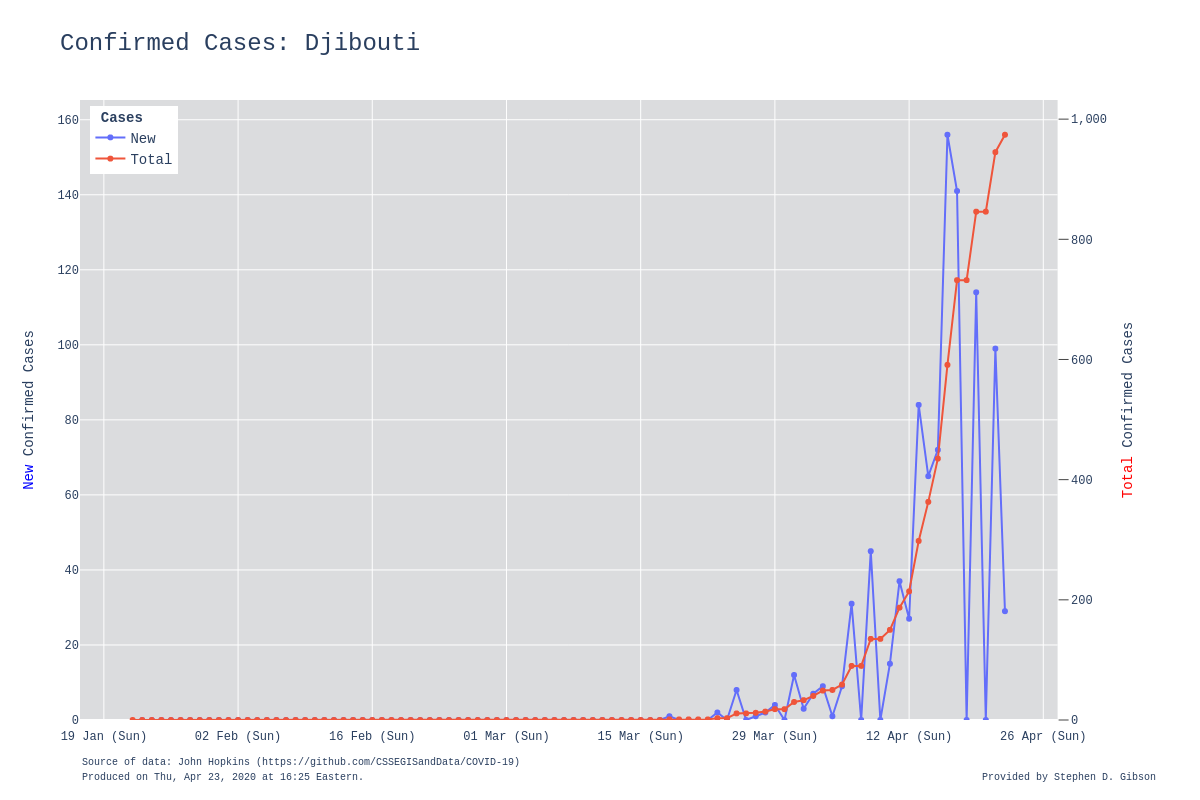 Confirmed Cases: Djibouti
Cases
New
Total
160
140
120
100
80
60
40
20
0
1,000
800
600
400
200
0
New Confirmed Cases
Total Confirmed Cases
19 Jan (Sun) 02 Feb (Sun) 16 Feb (Sun) 01 Mar (Sun) 15 Mar (Sun) 29 Mar (Sun) 12 Apr (Sun) 26 Apr (Sun)
Source of data: John Hopkins (https://github.com/CSSEGISandData/COVID-19)
Produced on Thu, Apr 23, 2020 at 16:25 Eastern.
Provided by Stephen D. Gibson